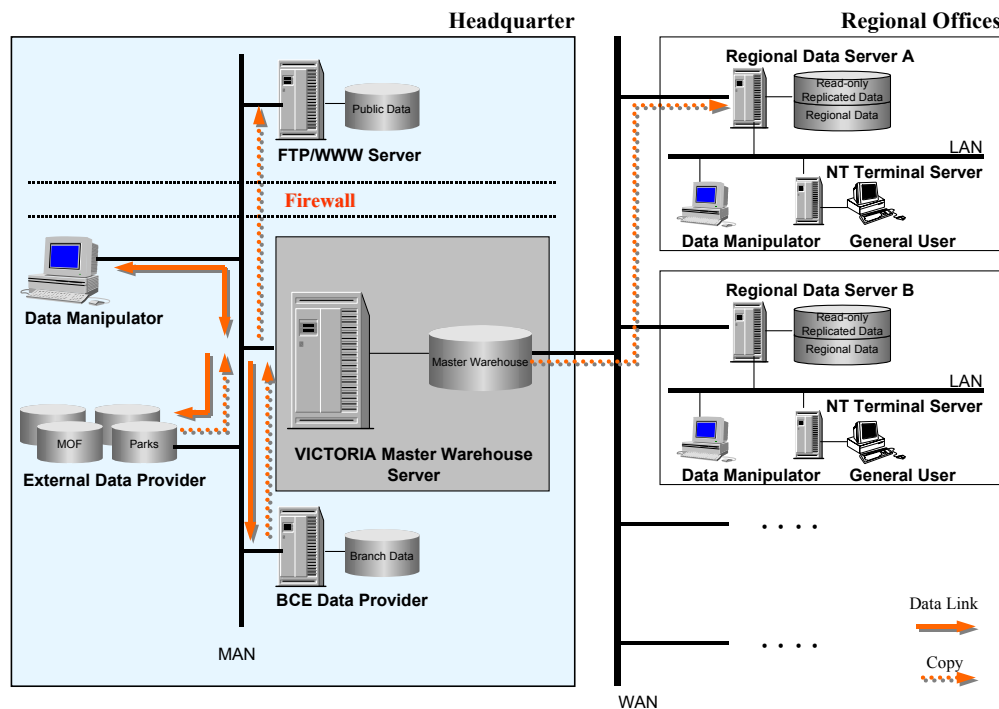 Headquarter
Regional Offices
Public Data
FTP/WWW Server
Firewall
Data Manipulator
Master Warehouse
VICTORIA Master Warehouse
Server
MOF
Parks
External Data Provider
Branch Data
BCE Data Provider
MAN
WAN
Regional Data Server A
Read-only
Replicated Data
Regional Data
LAN
NT Terminal Server
Data Manipulator
General User
Regional Data Server B
Read-only
Replicated Data
Regional Data
LAN
NT Terminal Server
Data Manipulator
General User
. . . .
. . . .
Data Link
Copy